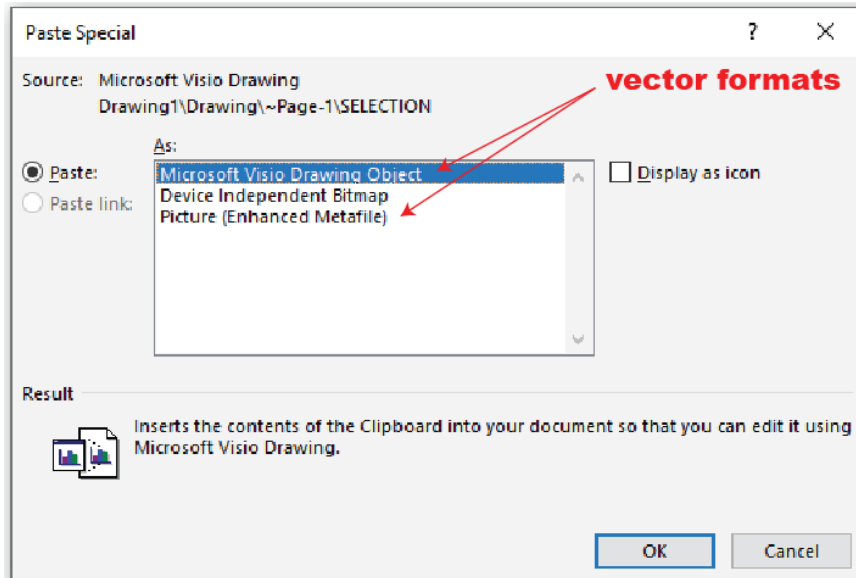 Paste Special
? X
Source: Microsoft Visio Drawing
vector formats
Drawing1\Drawing\~Page-1\SELECTION
As:
Paste:
Microsoft Visio Drawing Object
Display as icon
Device Independent Bitmap
Paste link:
Picture (Enhanced Metafile)
Result
Inserts the contents of the Clipboard into your document so that you can edit it using
Microsoft Visio Drawing.
OK
Cancel